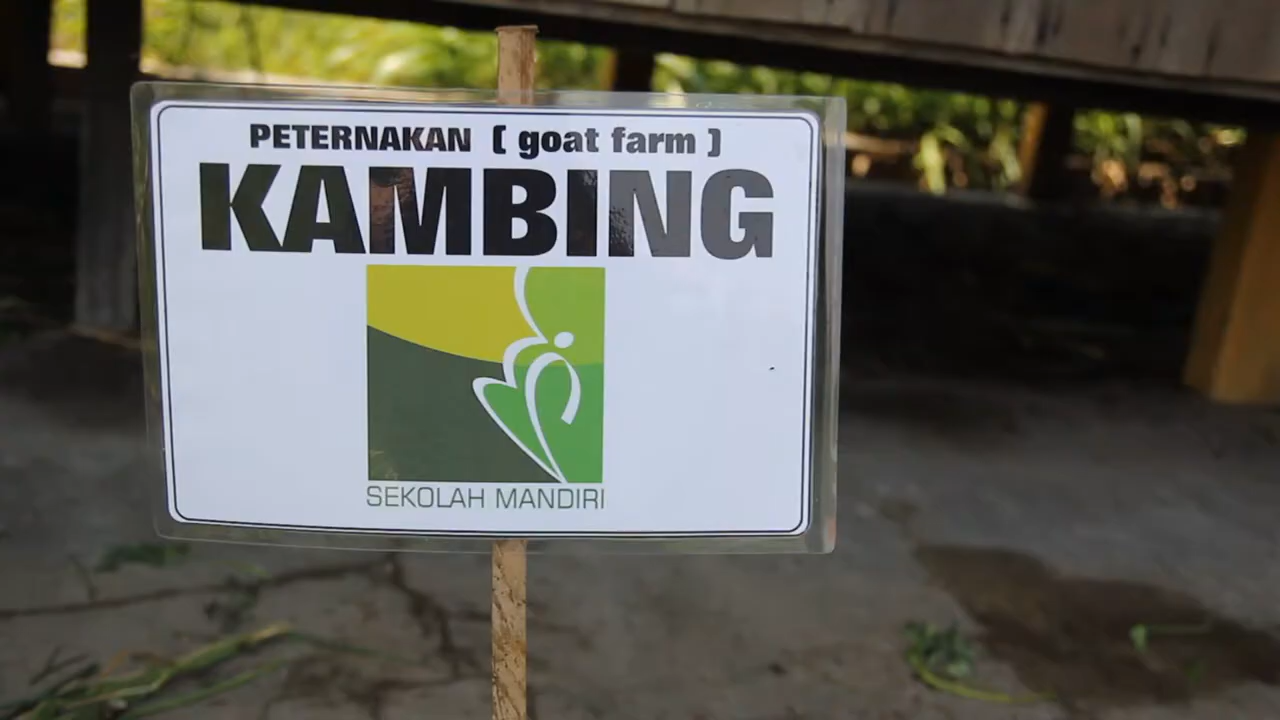 PETERNAKAN [ goat farm ]
KAMBING
SEKOLAH MANDIRI